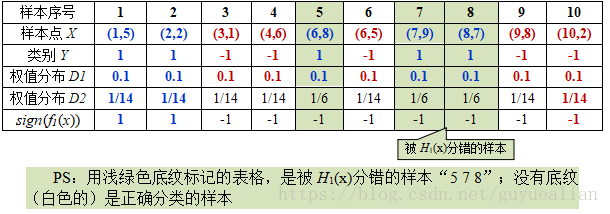 样本序号 1 2 3 4 5 6 7 8 9 10
样本点 X (1,5) (2,2) (3,1) (4,6) (6,8) (6,5) (7,9) (8,7) (9,8) (10,2)
类别 Y 1 1 -1 -1 1 -1 1 1 -1 -1
权值分布 D1 0.1 0.1 0.1 0.1 0.1 0.1 0.1 0.1 0.1 0.1
权值分布 D2 1/14 1/14 1/14 1/14 1/6 1/14 1/6 1/6 1/14 1/14
sign(f1(x)) 1 1 -1 -1 -1 -1 -1 -1 -1 -1
被 H1(x)分错的样本
PS：用浅绿色底纹标记的表格，是被 H1(x)分错的样本“5 7 8”；没有底纹
（白色的）是正确分类的样本
https://blog.csdn.net/guyuealian